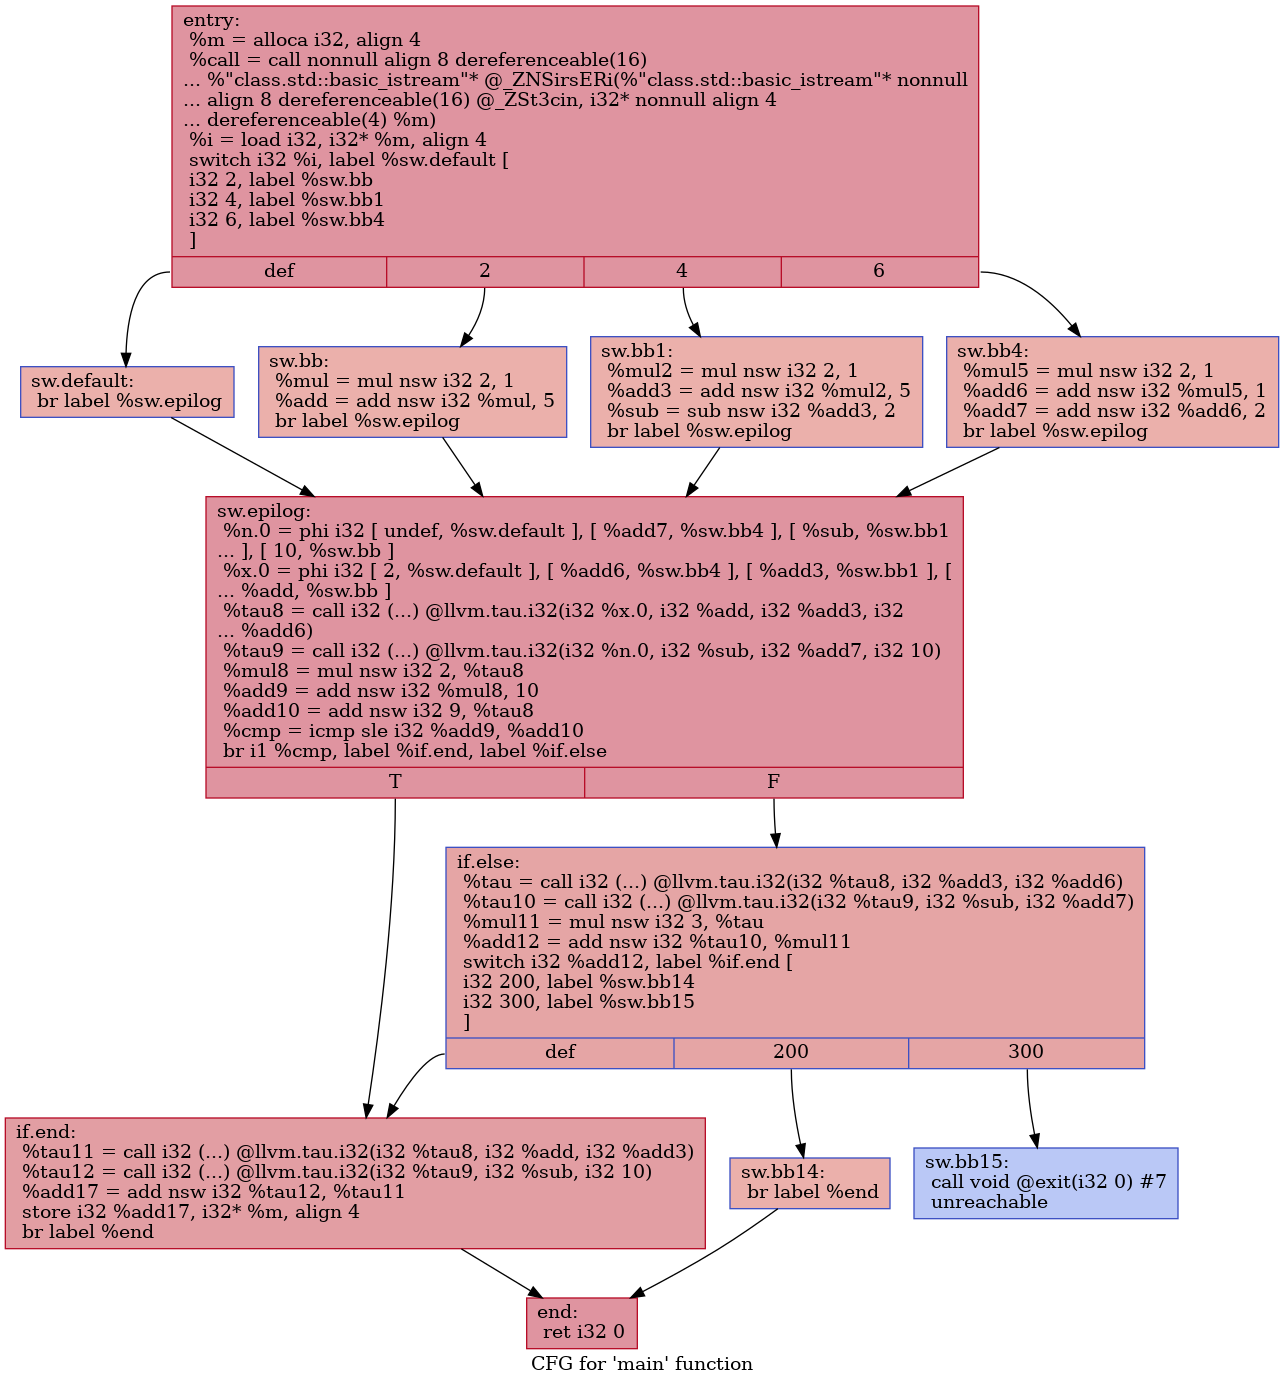 entry:
%m = alloca i32, align 4
%call = call nonnull align 8 dereferenceable(16)
... %"class.std::basic_istream"* @_ZNSirsERi(%"class.std::basic_istream"* nonnull
... align 8 dereferenceable(16) @_ZSt3cin, i32* nonnull align 4
... dereferenceable(4) %m)
%i = load i32, i32* %m, align 4
switch i32 %i, label %sw.default [
i32 2, label %sw.bb
i32 4, label %sw.bb1
i32 6, label %sw.bb4
]
def
2
4
6
sw.default:
br label %sw.epilog
sw.bb:
%mul = mul nsw i32 2, 1
%add = add nsw i32 %mul, 5
br label %sw.epilog
sw.bb1:
%mul2 = mul nsw i32 2, 1
%add3 = add nsw i32 %mul2, 5
%sub = sub nsw i32 %add3, 2
br label %sw.epilog
sw.bb4:
%mul5 = mul nsw i32 2, 1
%add6 = add nsw i32 %mul5, 1
%add7 = add nsw i32 %add6, 2
br label %sw.epilog
sw.epilog:
%n.0 = phi i32 [ undef, %sw.default ], [ %add7, %sw.bb4 ], [ %sub, %sw.bb1
... ], [ 10, %sw.bb ]
%x.0 = phi i32 [ 2, %sw.default ], [ %add6, %sw.bb4 ], [ %add3, %sw.bb1 ], [
... %add, %sw.bb ]
%tau8 = call i32 (...) @llvm.tau.i32(i32 %x.0, i32 %add, i32 %add3, i32
... %add6)
%tau9 = call i32 (...) @llvm.tau.i32(i32 %n.0, i32 %sub, i32 %add7, i32 10)
%mul8 = mul nsw i32 2, %tau8
%add9 = add nsw i32 %mul8, 10
%add10 = add nsw i32 9, %tau8
%cmp = icmp sle i32 %add9, %add10
br i1 %cmp, label %if.end, label %if.else
T
F
if.else:
%tau = call i32 (...) @llvm.tau.i32(i32 %tau8, i32 %add3, i32 %add6)
%tau10 = call i32 (...) @llvm.tau.i32(i32 %tau9, i32 %sub, i32 %add7)
%mul11 = mul nsw i32 3, %tau
%add12 = add nsw i32 %tau10, %mul11
switch i32 %add12, label %if.end [
i32 200, label %sw.bb14
i32 300, label %sw.bb15
]
def
200
300
if.end:
%tau11 = call i32 (...) @llvm.tau.i32(i32 %tau8, i32 %add, i32 %add3)
%tau12 = call i32 (...) @llvm.tau.i32(i32 %tau9, i32 %sub, i32 10)
%add17 = add nsw i32 %tau12, %tau11
store i32 %add17, i32* %m, align 4
br label %end
sw.bb14:
br label %end
sw.bb15:
call void @exit(i32 0) #7
unreachable
end:
ret i32 0
CFG for 'main' function